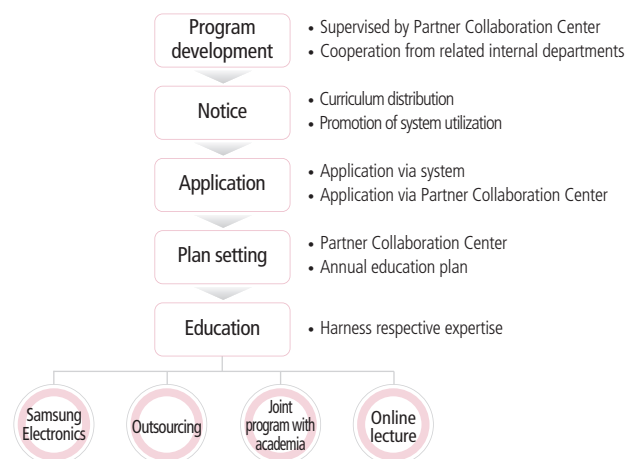 Program
development
• Supervised by Partner Collaboration Center
• Cooperation from related internal departments
Notice
• Curriculum distribution
• Promotion of system utilization
Application
• Application via system
• Application via Partner Collaboration Center
Plan setting
• Partner Collaboration Center
• Annual education plan
Education
• Harness respective expertise
Samsung
Electronics
Outsourcing
Joint
program with
academia
Online
lecture